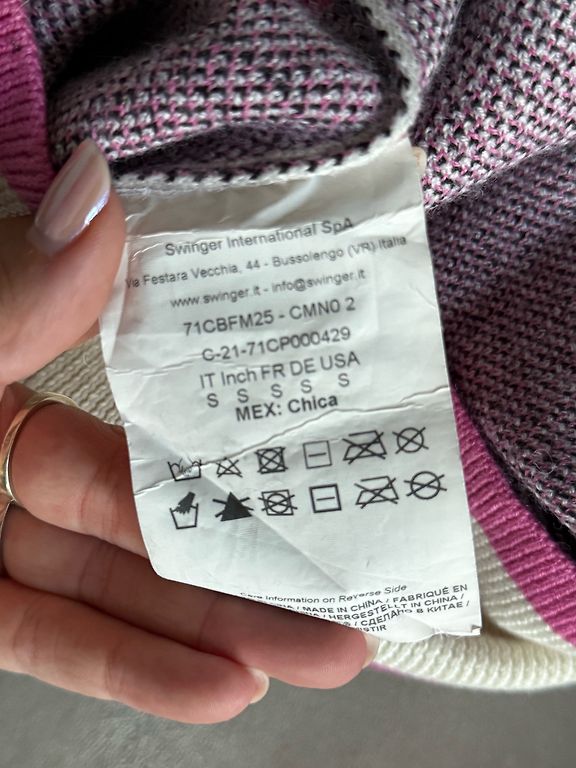 Swinger International SpA
Via Festara Vecchia, 44 - Bussolengo (VR) Italia
www.swinger.it - info@swinger.it
71CBFM25 - CMN0 2
G-21-71CP000429
IT Inch FR DE USA
S S S S S
MEX: Chica
Care Information on Reverse Side
/ MADE IN CHINA / FABRIQUÉ EN
/ HERGESTELLT IN CHINA /
/ СДЕЛАНО В КИТАЕ /